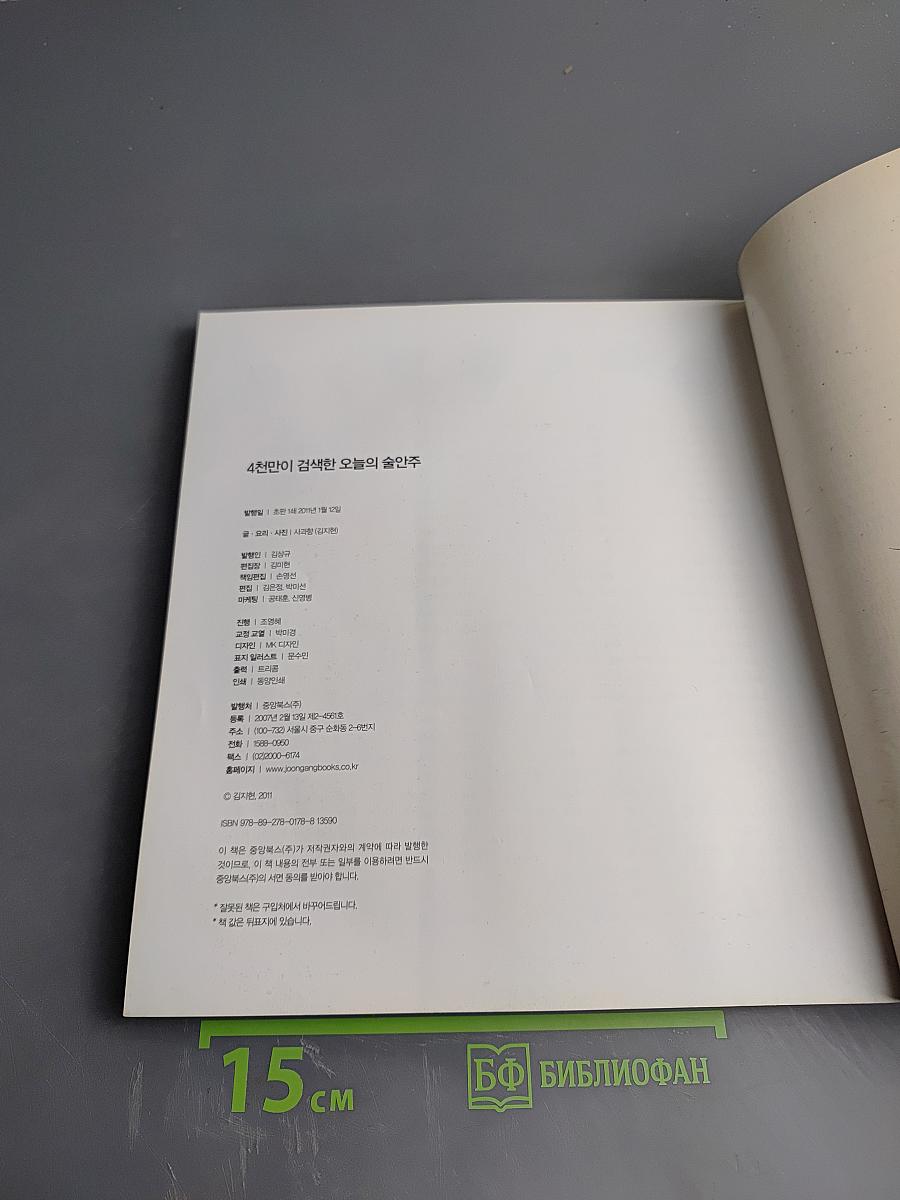 4천만이 검색한 오늘의 술안주
발행일 | 초판 1쇄 2011년 1월 12일
글 · 요리 · 사진 | 사과향 (김지현)
발행인 | 김상규
편집장 | 김미현
책임편집 | 손영선
편집 | 김은정, 박미선
마케팅 | 공태훈, 신영병
진행 | 조영혜
교정 교열 | 박미경
디자인 | MK 디자인
표지 일러스트 | 문수민
출력 | 트리콤
인쇄 | 동양인쇄
발행처 | 중앙북스(주)
등록 | 2007년 2월 13일 제2-4561호
주소 | (100-732) 서울시 중구 순화동 2-6번지
전화 | 1588-0950
팩스 | (02)2000-6174
홈페이지 | www.joongangbooks.co.kr
© 김지현, 2011
ISBN 978-89-278-0178-8 13590
이 책은 중앙북스(주)가 저작권자와의 계약에 따라 발행한
것이므로, 이 책 내용의 전부 또는 일부를 이용하려면 반드시
중앙북스(주)의 서면 동의를 받아야 합니다.
* 잘못된 책은 구입처에서 바꾸어드립니다.
* 책 값은 뒤표지에 있습니다.
15 см
БФ БИБЛИОФАН